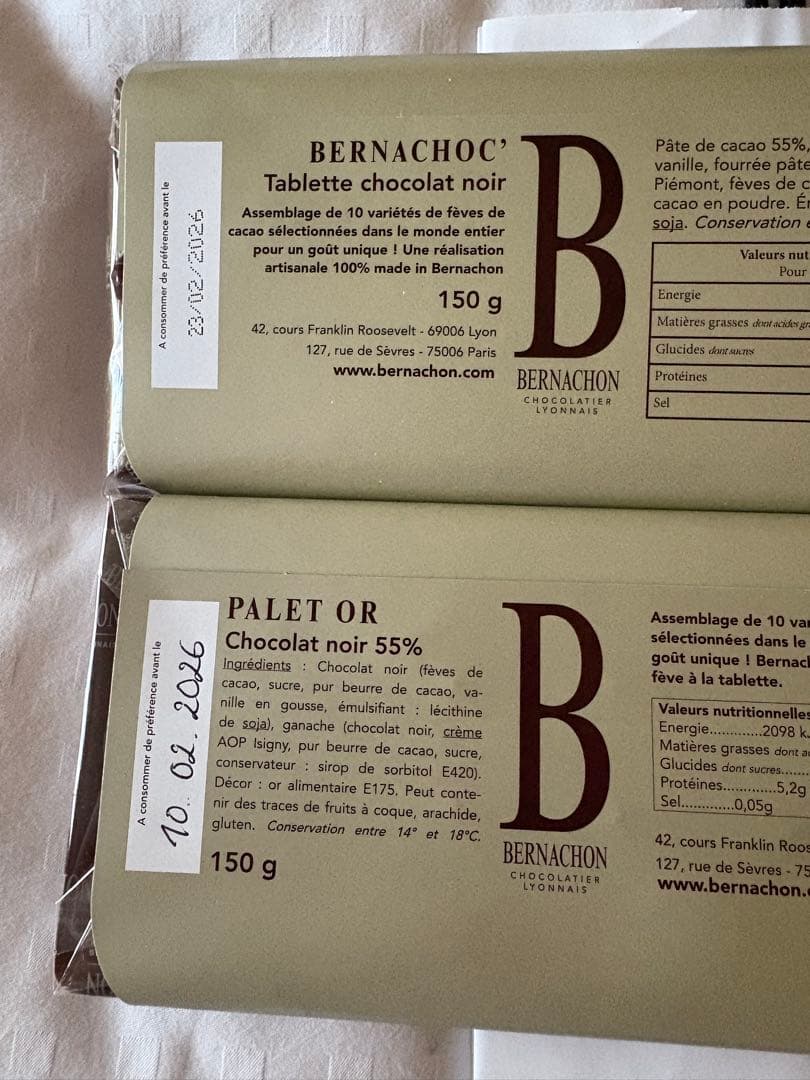 A consommer de préférence avant le
23/02/2026
BERNACHOC'
Tablette chocolat noir
Assemblage de 10 variétés de fèves de
cacao sélectionnées dans le monde entier
pour un goût unique ! Une réalisation
artisanale 100% made in Bernachon
150 g
42, cours Franklin Roosevelt - 69006 Lyon
127, rue de Sèvres - 75006 Paris
www.bernachon.com
B
BERNACHON
CHOCOLATIER
LYONNAIS
Pâte de cacao 55%,
vanille, fourrée pâte
Piémont, fèves de c
cacao en poudre. Ém
soja. Conservation e
Valeurs nut
Pour
Energie
Matières grasses dont acides gr
Glucides dont sucres
Protéines
Sel
A consommer de préférence avant le
10. 02. 2026
PALET OR
Chocolat noir 55%
Ingrédients : Chocolat noir (fèves de
cacao, sucre, pur beurre de cacao, va-
nille en gousse, émulsifiant : lécithine
de soja), ganache (chocolat noir, crème
AOP Isigny, pur beurre de cacao, sucre,
conservateur : sirop de sorbitol E420).
Décor : or alimentaire E175. Peut conte-
nir des traces de fruits à coque, arachide,
gluten. Conservation entre 14° et 18°C.
150 g
B
BERNACHON
CHOCOLATIER
LYONNAIS
Assemblage de 10 var
sélectionnées dans le
goût unique ! Bernach
fève à la tablette.
Valeurs nutritionnelles
Energie.............2098 k
Matières grasses dont a
Glucides dont sucres.......
Protéines.............5,2g
Sel.............0,05g
42, cours Franklin Roos
127, rue de Sèvres - 75
www.bernachon.